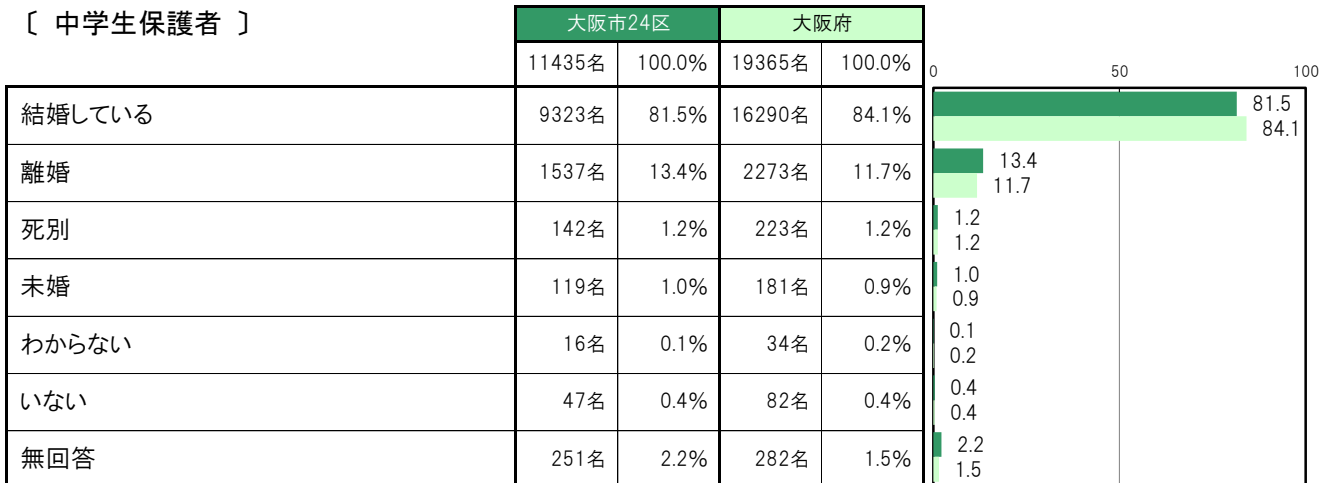 〔 中学生保護者 〕
大阪市24区 大阪府
11435名 100.0% 19365名 100.0%
0 50 100
結婚している 9323名 81.5% 16290名 84.1% 81.5
84.1
離婚 1537名 13.4% 2273名 11.7% 13.4
11.7
死別 142名 1.2% 223名 1.2% 1.2
1.2
未婚 119名 1.0% 181名 0.9% 1.0
0.9
わからない 16名 0.1% 34名 0.2% 0.1
0.2
いない 47名 0.4% 82名 0.4% 0.4
0.4
無回答 251名 2.2% 282名 1.5% 2.2
1.5